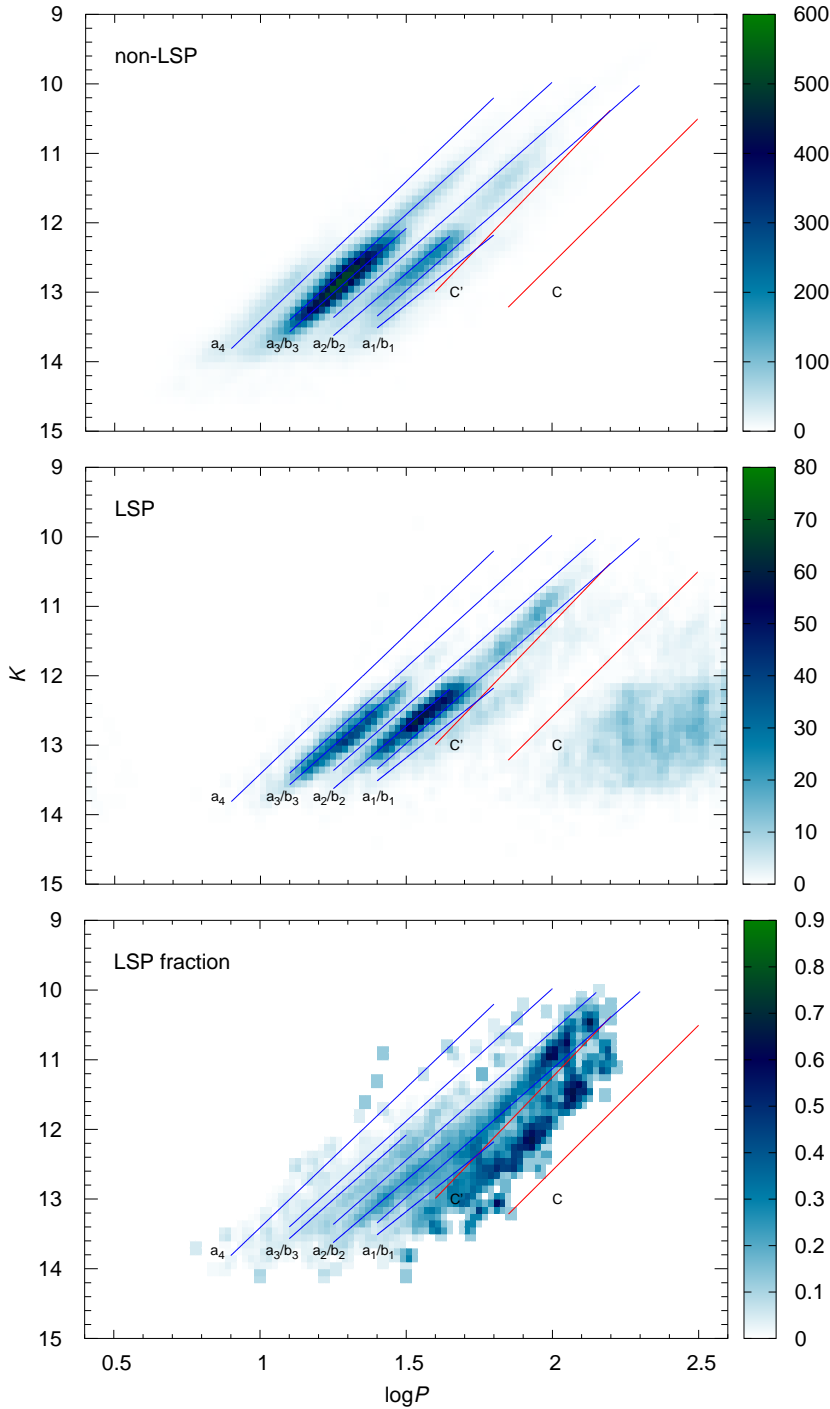 9
10
11
12
13
14
15
non-LSP
a4
a3/b3
a2/b2
a1/b1
C'
C
600
500
400
300
200
100
0
K
9
10
11
12
13
14
15
LSP
a4
a3/b3
a2/b2
a1/b1
C'
C
80
70
60
50
40
30
20
10
0
9
10
11
12
13
14
15
LSP fraction
a4
a3/b3
a2/b2
a1/b1
C'
C
0.9
0.8
0.7
0.6
0.5
0.4
0.3
0.2
0.1
0
0.5 1 1.5 2 2.5
logP